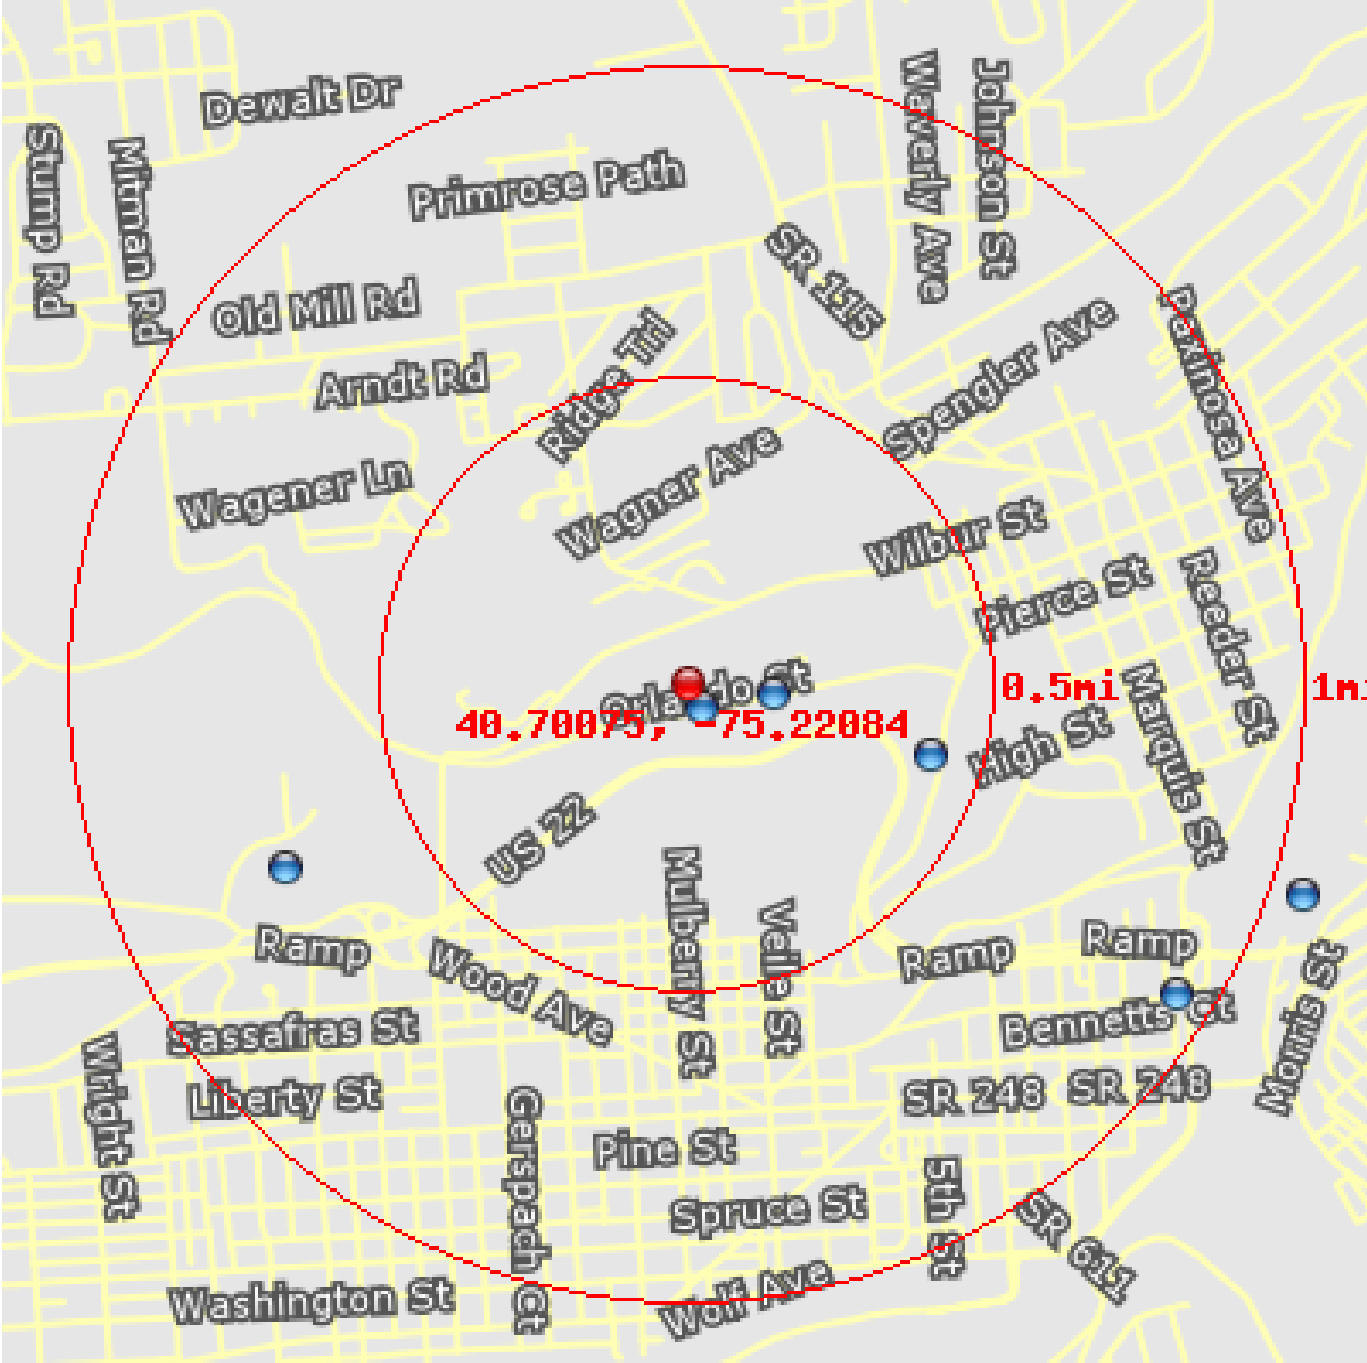 Dewalt Dr
Stump Rd
Mitman Rd
Waverly Ave
Johnson St
Primrose Path
SR 115
Old Mill Rd
Paxinosa Ave
Arndt Rd
Ridge Trl
Spengler Ave
Wagener Ln
Wagner Ave
Wilbur St
Pierce St
Reeder St
Orlando St
0.5mi
1mi
40.70075, -75.22084
High St
Marquis St
US 22
Mulberry St
Ramp
Wood Ave
Ramp
Ramp
Sassafras St
Bennetts St
Morris St
Wright St
Liberty St
SR 248
SR 248
Gerspach Ct
Pine St
5th St
Spruce St
SR 611
Washington St
Wolf Ave